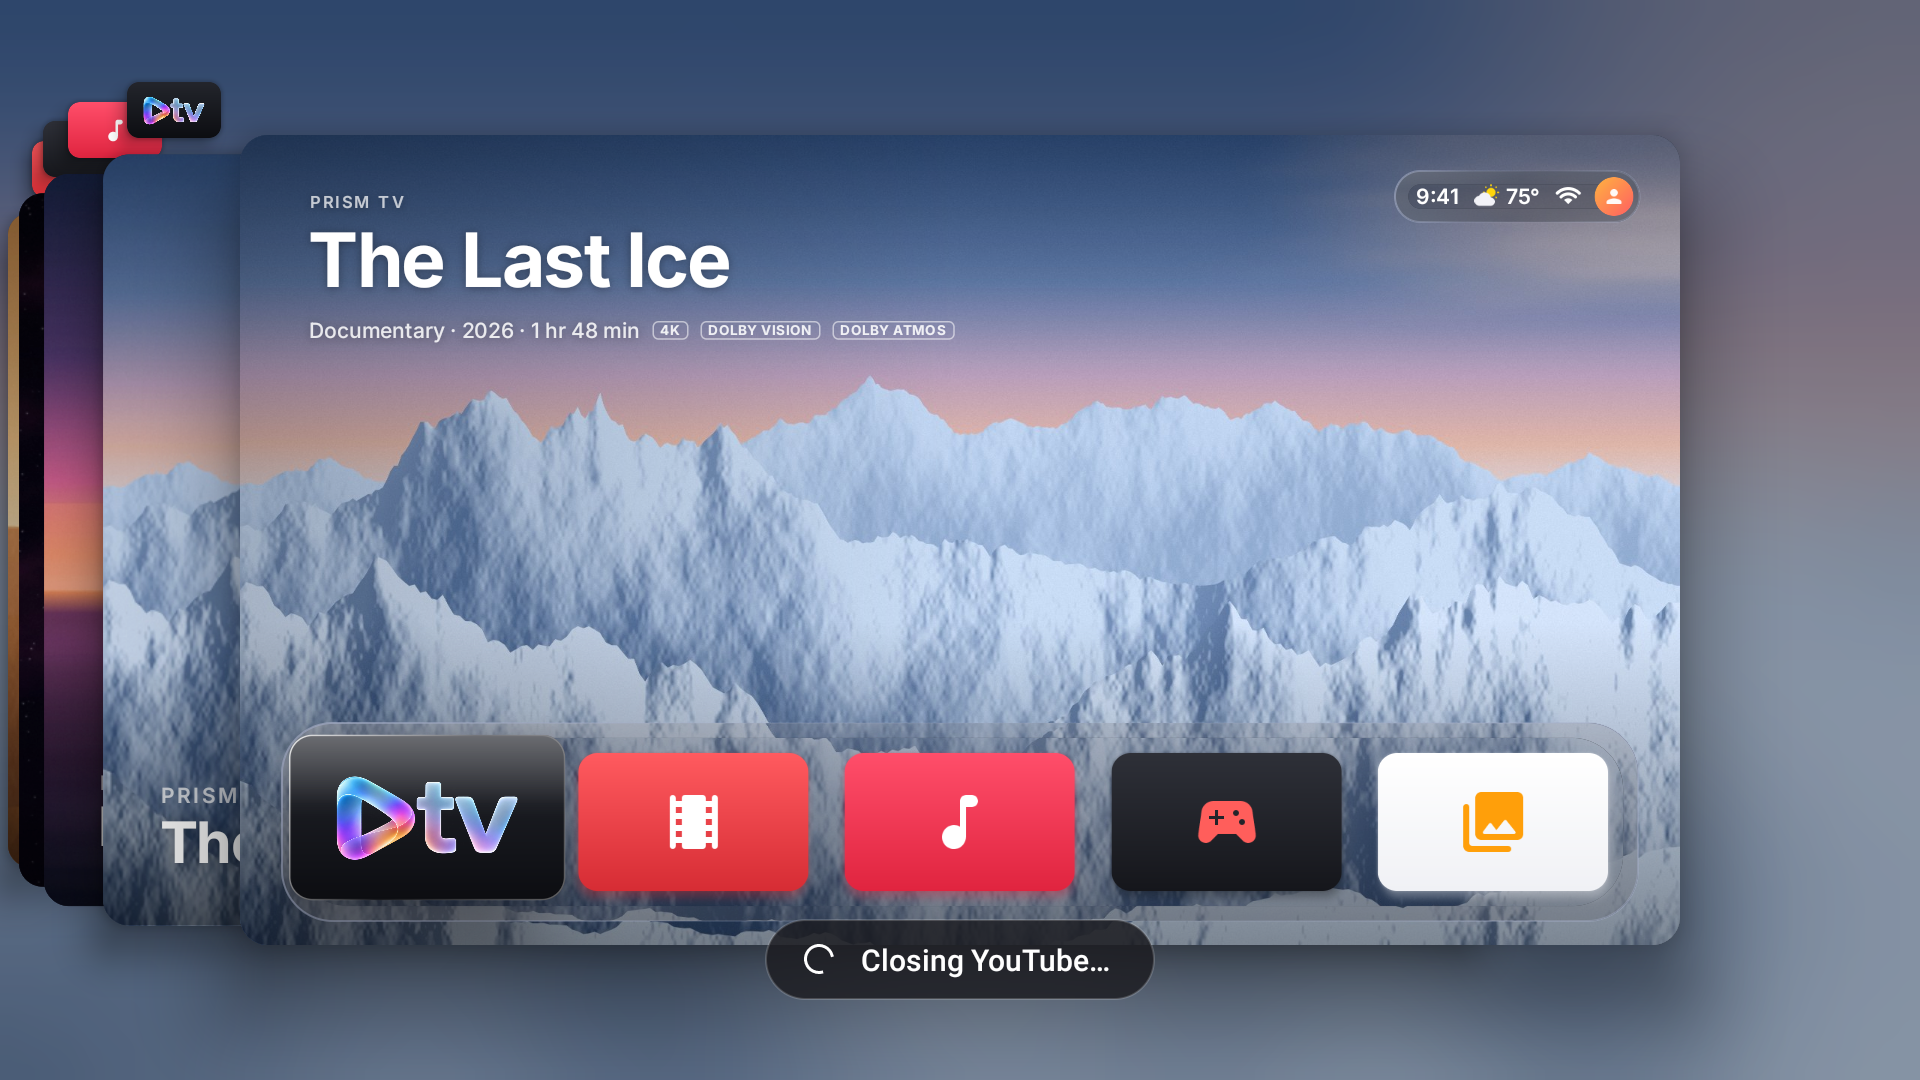 tv
PRISM TV
The Last Ice
Documentary · 2026 · 1 hr 48 min 4K DOLBY VISION DOLBY ATMOS
9:41 75°
PRISM
The
tv
Closing YouTube...